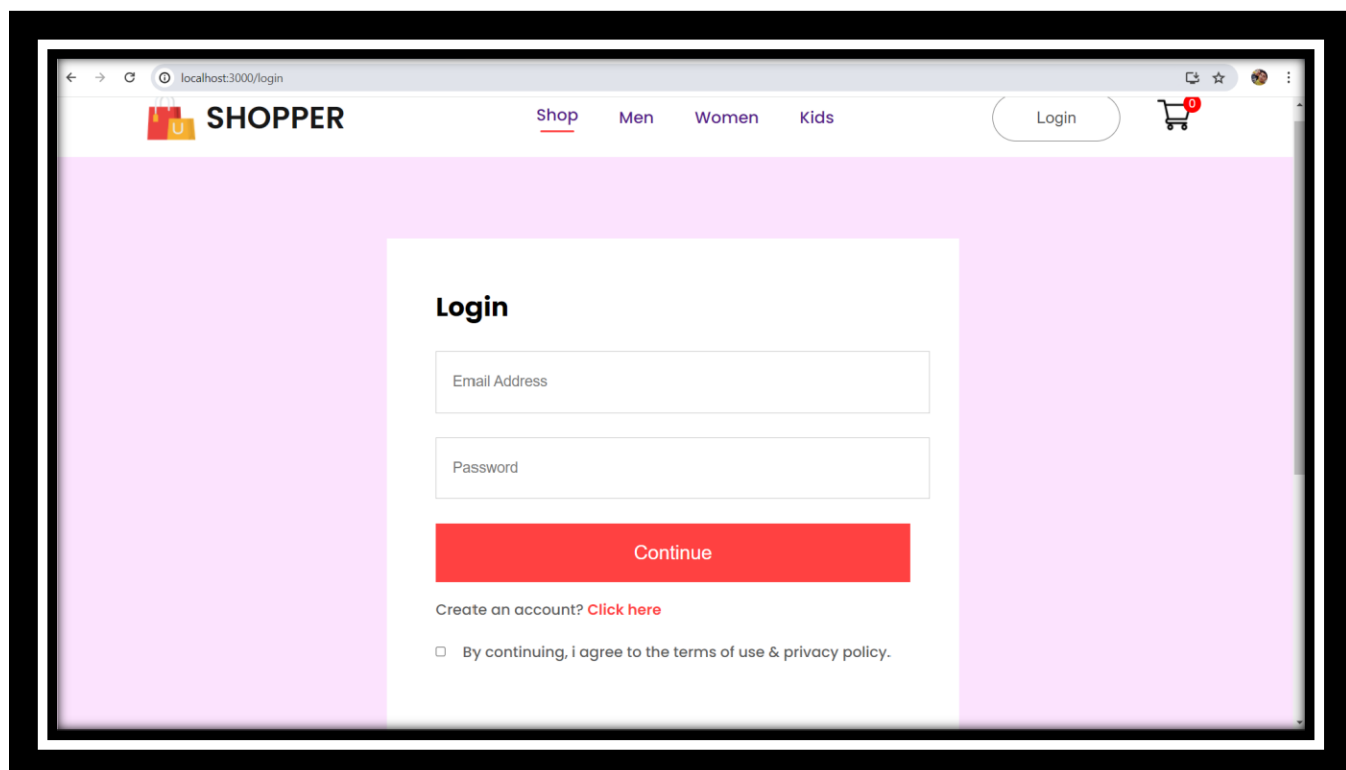 localhost:3000/login
U SHOPPER Shop Men Women Kids Login 0
Login
Email Address
Password
Continue
Create an account? Click here
By continuing, i agree to the terms of use & privacy policy.